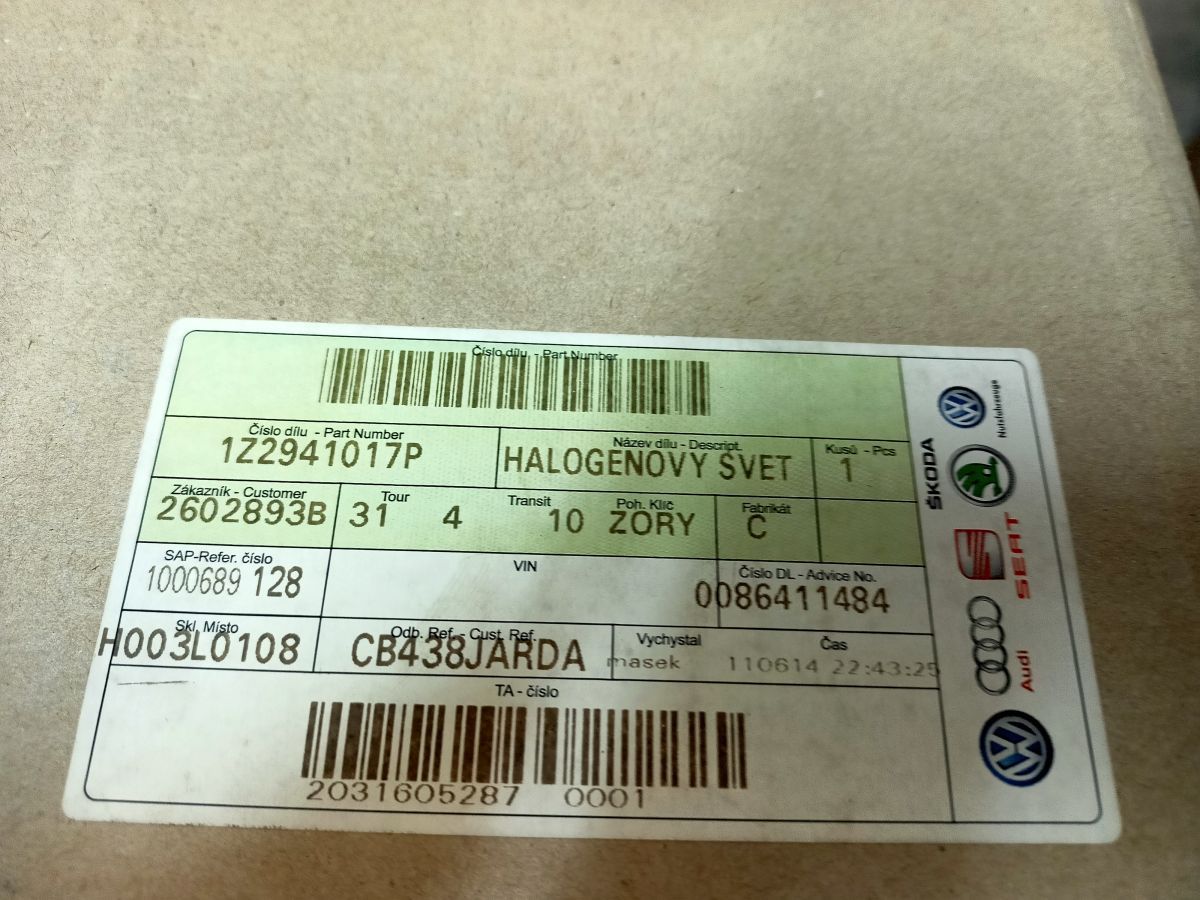 Číslo dílu - Part Number
Číslo dílu - Part Number
1Z2941017P
Název dílu - Descript.
HALOGENOVY SVET
Kusů - Pcs
1
Zákazník - Customer
2602893B
Tour
31 4
Transit
10
Poh. Klíč
ZORY
Fabrikát
C
SAP-Refer. číslo
1000689 128
VIN
Číslo DL - Advice No.
0086411484
Skl. Místo
H003L0108
Odb. Ref. - Cust. Ref.
CB438JARDA
Vychystal
masek
Čas
110614 22:43:25
TA - číslo
2031605287 0001
Nutzfahrzeuge
ŠKODA
SEAT
Audi